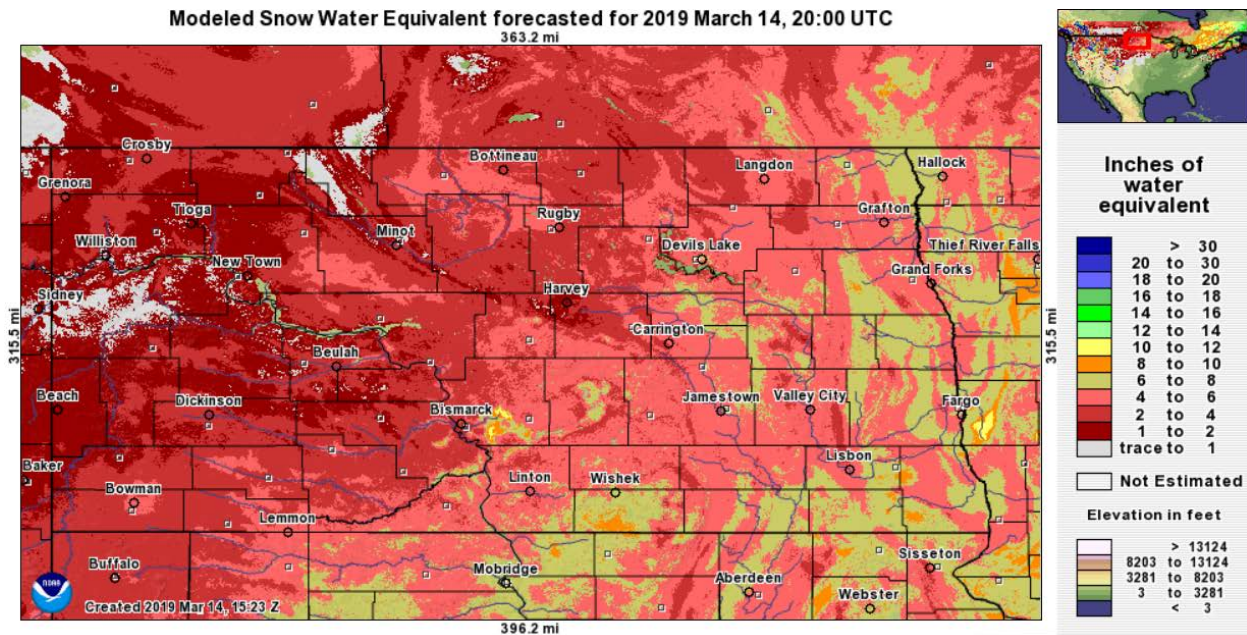 Modeled Snow Water Equivalent forecasted for 2019 March 14, 20:00 UTC
363.2 mi
Crosby
Bottineau
Langdon
Hallock
Grenora
Tioga
Rugby
Grafton
Minot
Williston
Devils Lake
Thief River Falls
New Town
Grand Forks
Sidney
Harvey
Carrington
315.5 mi
315.5 mi
Beulah
Beach
Dickinson
Bismarck
Jamestown
Valley City
Fargo
Baker
Lisbon
Bowman
Linton
Wishek
Lemmon
Buffalo
Mobridge
Sisseton
Aberdeen
Webster
NOAA
Created 2019 Mar 14, 15:23 Z
396.2 mi
Inches of
water
equivalent
> 30
20 to 30
18 to 20
16 to 18
14 to 16
12 to 14
10 to 12
8 to 10
6 to 8
4 to 6
2 to 4
1 to 2
trace to 1
Not Estimated
Elevation in feet
> 13124
8203 to 13124
3281 to 8203
3 to 3281
< 3